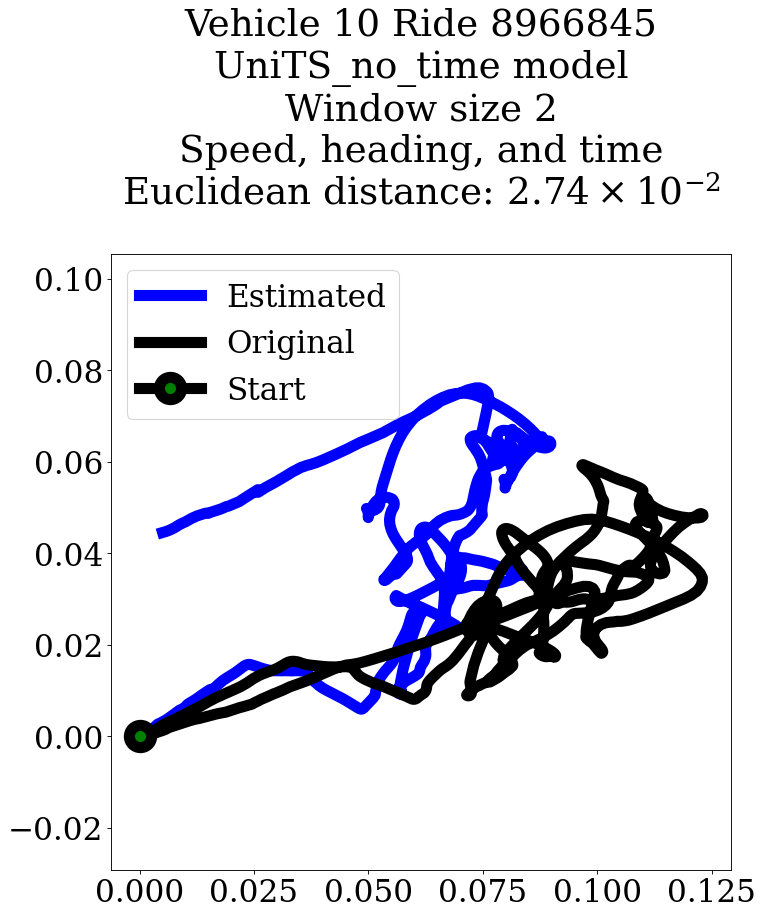 Vehicle 10 Ride 8966845
UniTS_no_time model
Window size 2
Speed, heading, and time
Euclidean distance: 2.74 × 10⁻²
0.10
0.08
0.06
0.04
0.02
0.00
−0.02
Estimated
Original
Start
0.000 0.025 0.050 0.075 0.100 0.125